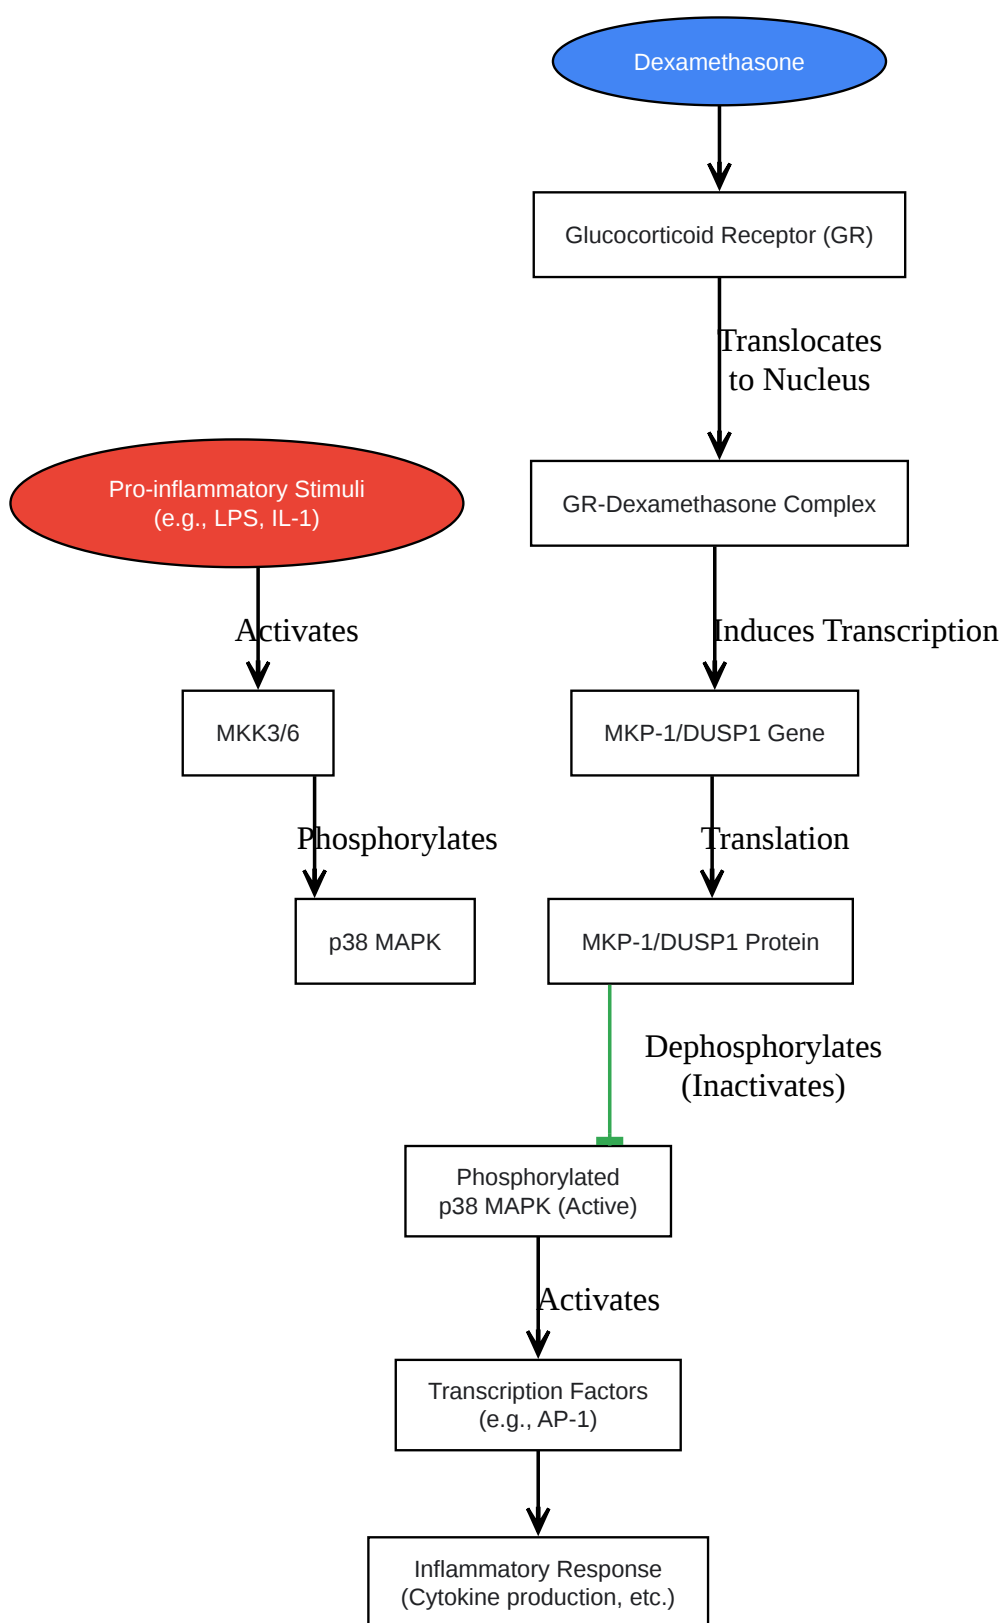 Dexamethasone
Glucocorticoid Receptor (GR)
Translocates
to Nucleus
Pro-inflammatory Stimuli
(e.g., LPS, IL-1)
GR-Dexamethasone Complex
Activates
Induces Transcription
MKK3/6
MKP-1/DUSP1 Gene
Phosphorylates
Translation
p38 MAPK
MKP-1/DUSP1 Protein
Dephosphorylates
(Inactivates)
Phosphorylated
p38 MAPK (Active)
Activates
Transcription Factors
(e.g., AP-1)
Inflammatory Response
(Cytokine production, etc.)